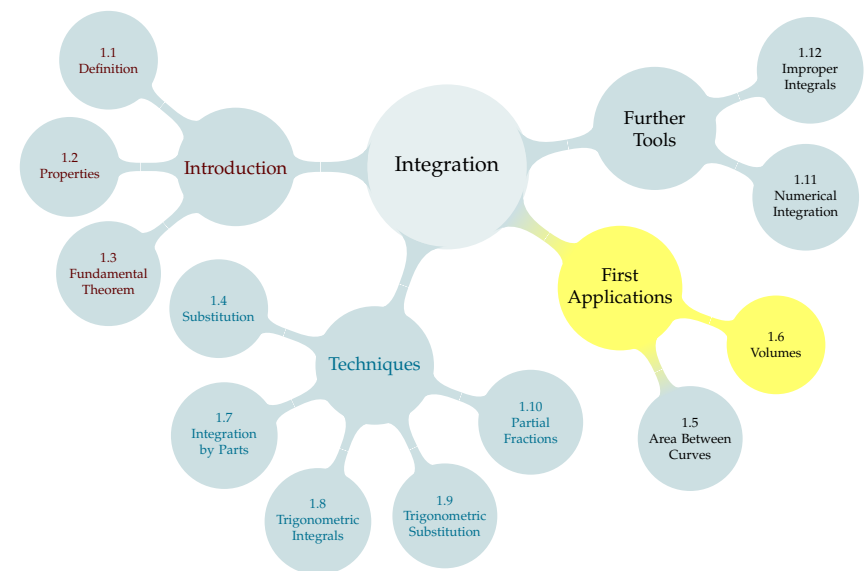 Integration
Introduction
1.1
Definition
1.2
Properties
1.3
Fundamental
Theorem
Techniques
1.4
Substitution
1.7
Integration
by Parts
1.8
Trigonometric
Integrals
1.9
Trigonometric
Substitution
1.10
Partial
Fractions
First
Applications
1.5
Area Between
Curves
1.6
Volumes
Further
Tools
1.11
Numerical
Integration
1.12
Improper
Integrals